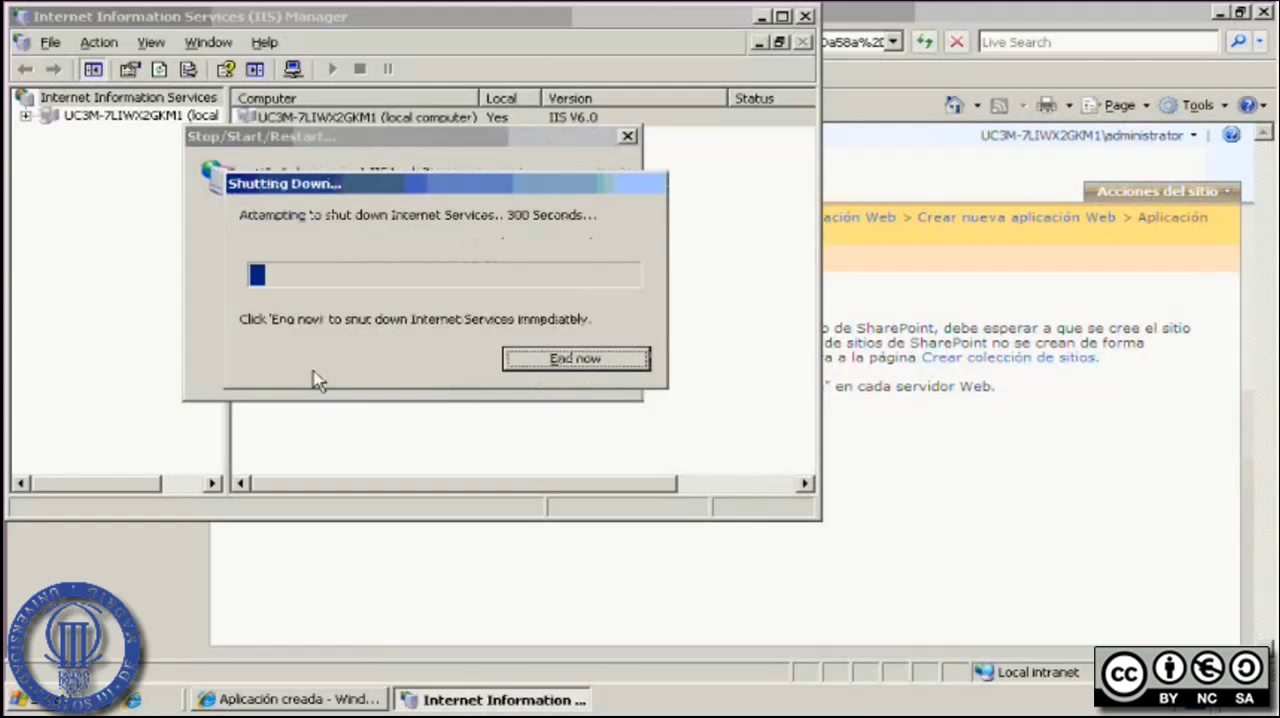 Internet Information Services (IIS) Manager
File Action View Window Help
Live Search
Page Tools
Internet Information Services
UC3M-7LIWX2GKM1 (local
Computer Local Version Status
UC3M-7LIWX2GKM1 (local computer) Yes IIS V6.0
UC3M-7LIWX2GKM1\administrator
Stop/Start/Restart...
Shutting Down...
Attempting to shut down Internet Services.. 300 Seconds...
Click 'End now' to shut down Internet Services immediately.
End now
Acciones del sitio
ación Web > Crear nueva aplicación Web > Aplicación
o de SharePoint, debe esperar a que se cree el sitio
de sitios de SharePoint no se crean de forma
a a la página Crear colección de sitios.
" en cada servidor Web.
Local intranet
Aplicación creada - Wind...
Internet Information ...
CC BY NC SA